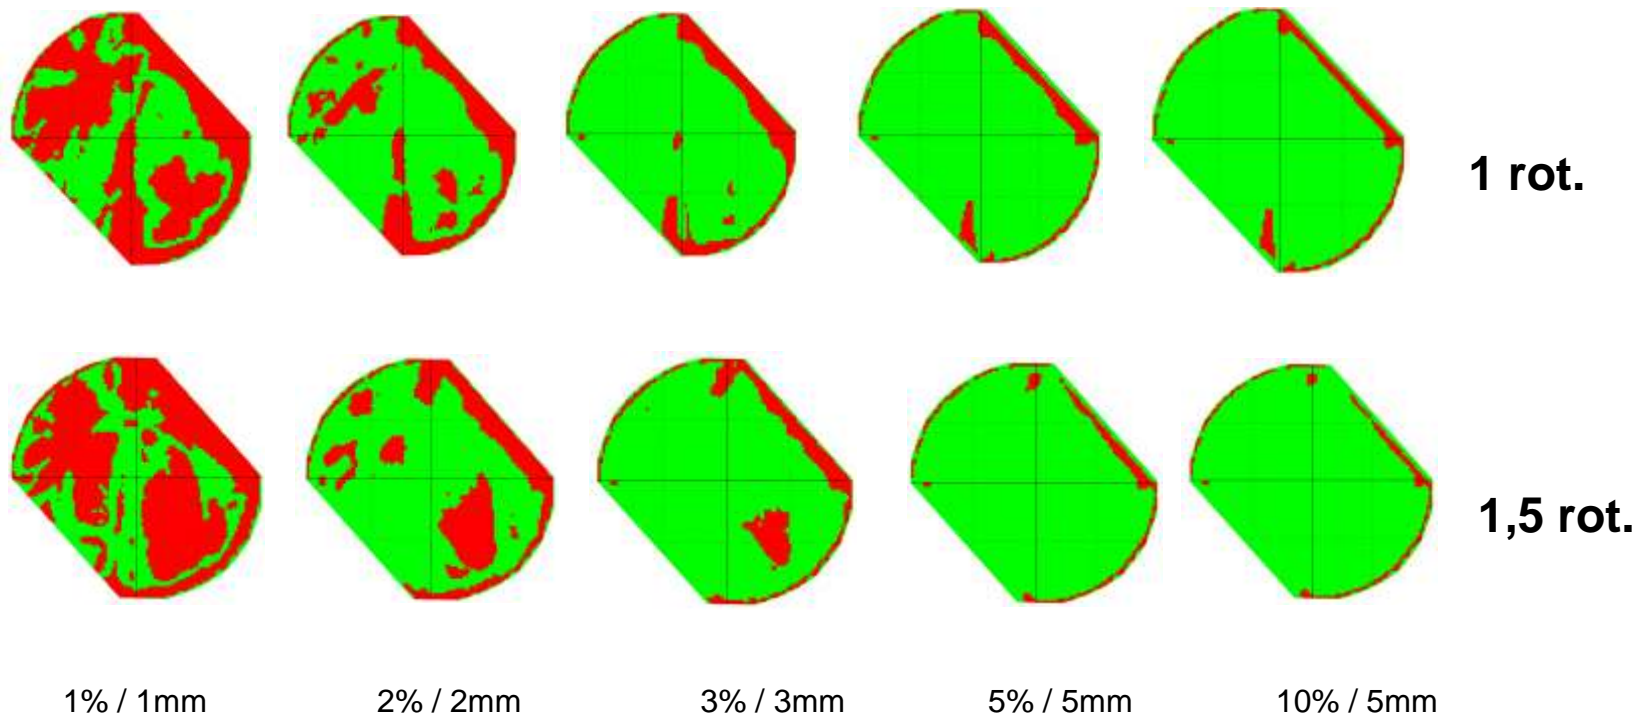 1 rot.
1,5 rot.
1% / 1mm 2% / 2mm 3% / 3mm 5% / 5mm 10% / 5mm